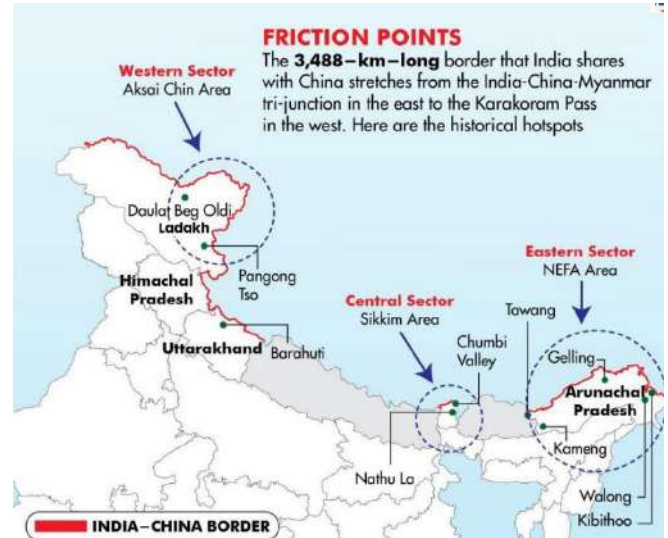 FRICTION POINTS
The 3,488–km–long border that India shares
with China stretches from the India-China-Myanmar
tri-junction in the east to the Karakoram Pass
in the west. Here are the historical hotspots
Western Sector
Aksai Chin Area
Daulat Beg Oldi
Ladakh
Pangong
Tso
Himachal
Pradesh
Uttarakhand
Barahuti
Central Sector
Sikkim Area
Chumbi
Valley
Nathu La
Eastern Sector
NEFA Area
Tawang
Gelling
Arunachal
Pradesh
Kameng
Walong
Kibithoo
INDIA–CHINA BORDER